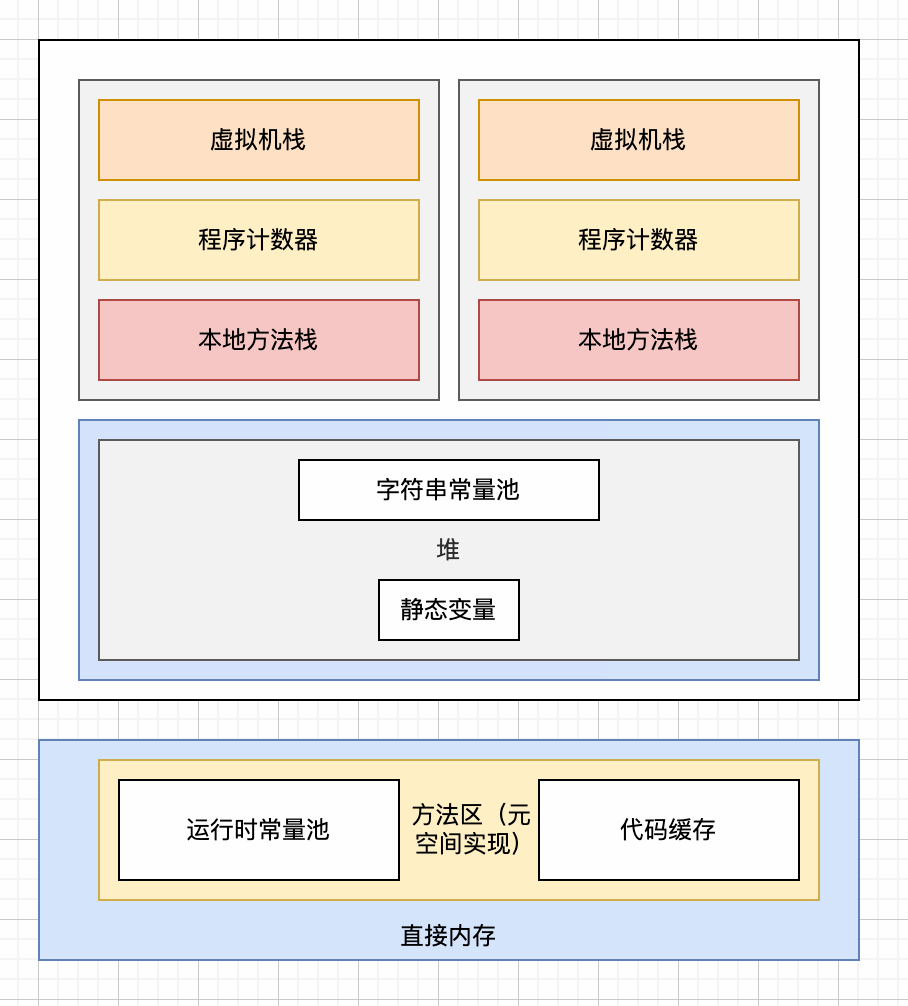 虚拟机栈
程序计数器
本地方法栈
虚拟机栈
程序计数器
本地方法栈
字符串常量池
堆
静态变量
运行时常量池
方法区（元
空间实现）
代码缓存
直接内存